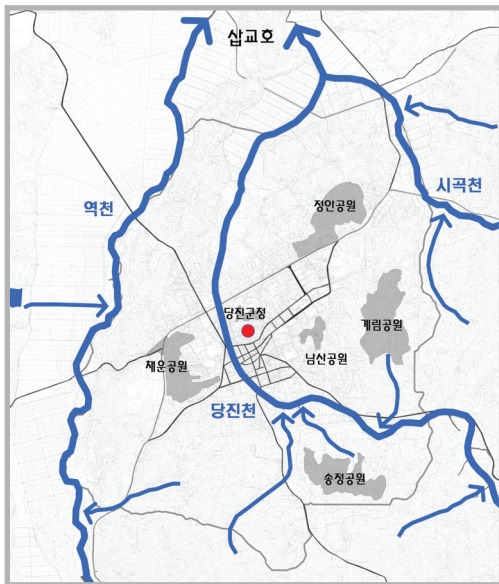 삽교호
시곡천
정안공원
역천
당진군청
계림공원
남산공원
채운공원
당진천
송정공원